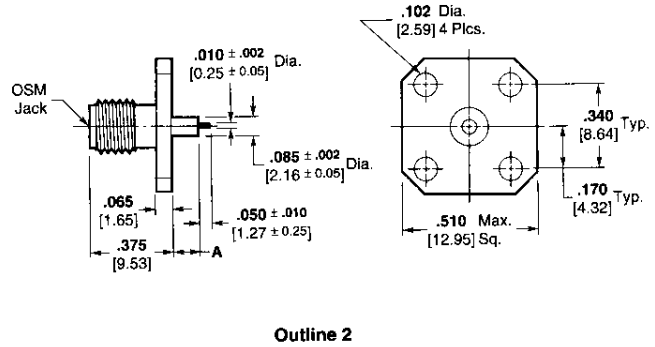 .102 Dia.
[2.59] 4 Plcs.
.010 ± .002 Dia.
[0.25 ± 0.05]
OSM
Jack
.340 Typ.
[8.64]
.085 ± .002 Dia.
[2.16 ± 0.05]
.065
[1.65]
.050 ± .010
[1.27 ± 0.25]
.170 Typ.
[4.32]
.510 Max.
[12.95] Sq.
.375
[9.53]
A
Outline 2